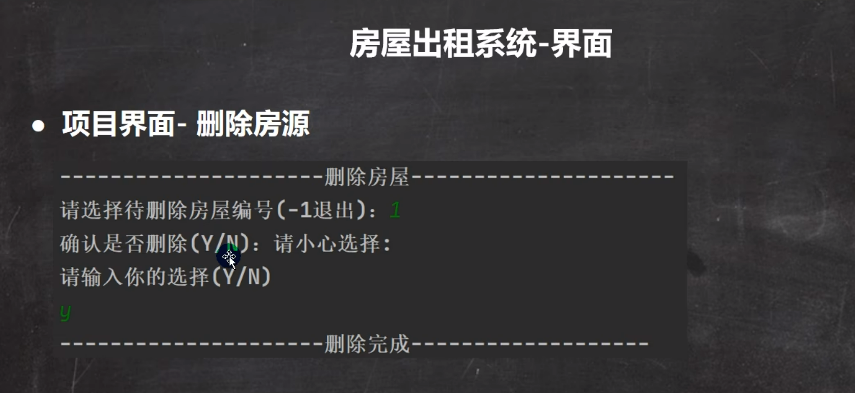 房屋出租系统-界面
● 项目界面- 删除房源
---------------------删除房屋---------------------
请选择待删除房屋编号(-1退出)：1
确认是否删除(Y/N)：请小心选择:
请输入你的选择(Y/N)
y
---------------------删除完成-------------------